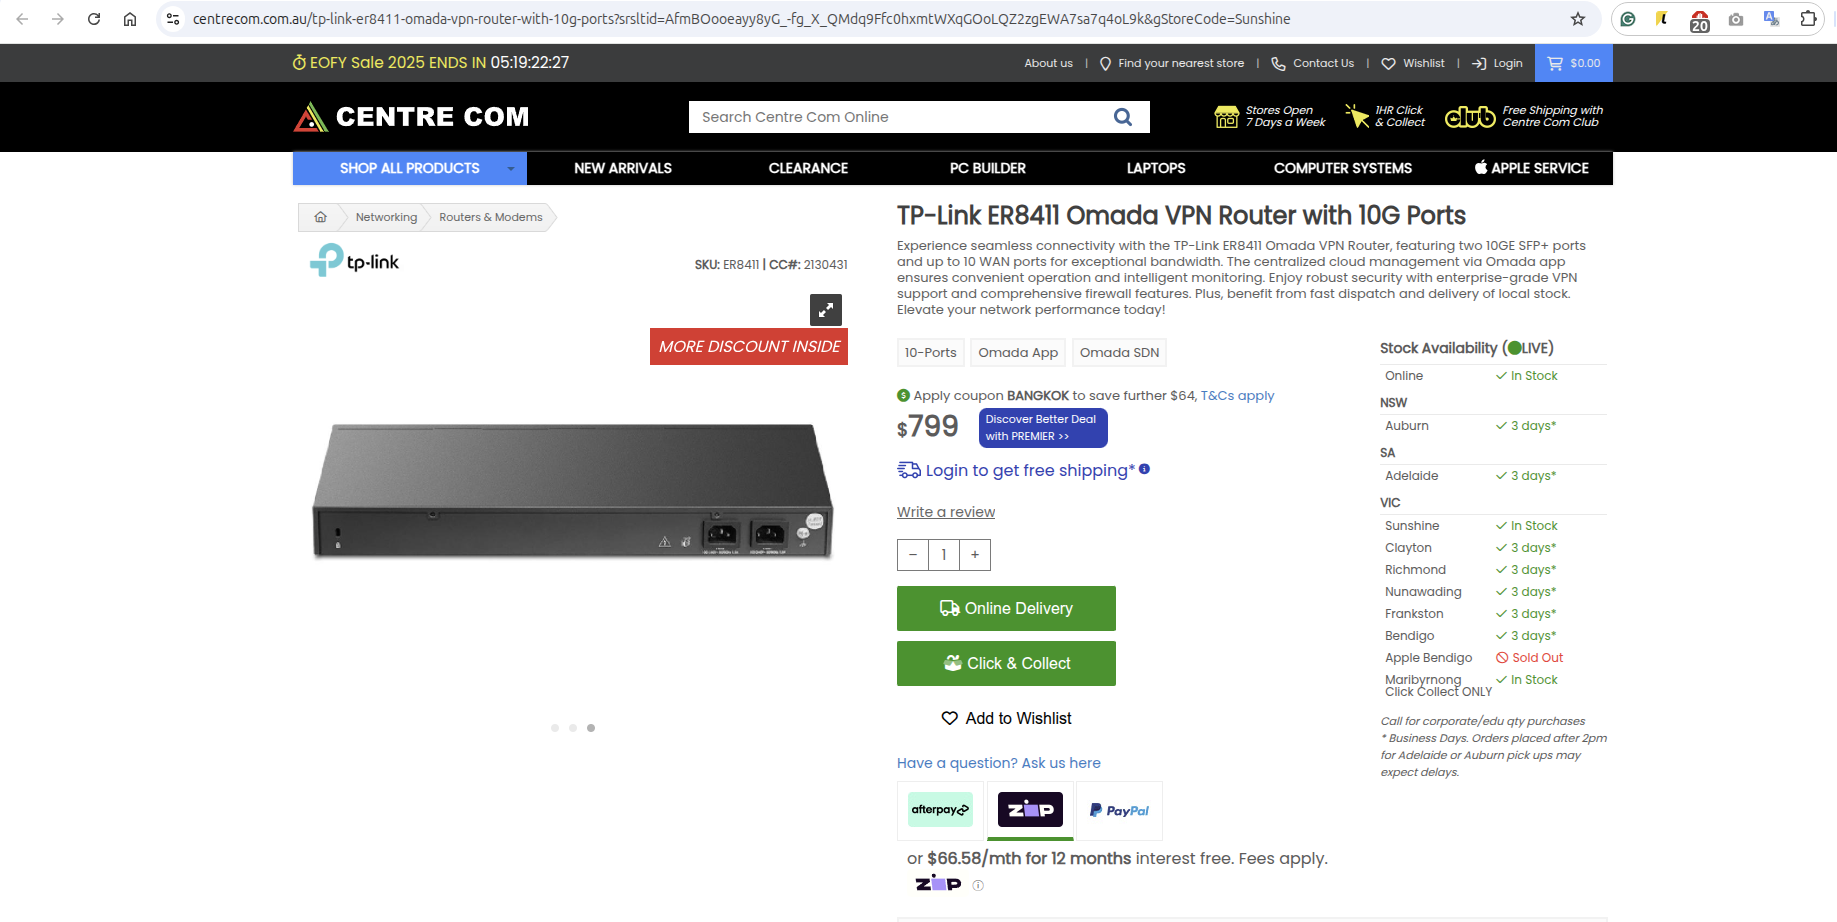 centrecom.com.au/tp-link-er8411-omada-vpn-router-with-10g-ports?srsltid=AfmBOooeayy8yG_-fg_X_QMdq9Ffc0hxmtWXqGOoLQZ2zgEWA7sa7q4oL9k&gStoreCode=Sunshine
20
EOFY Sale 2025 ENDS IN 05:19:22:27
About us | Find your nearest store | Contact Us | Wishlist | Login $0.00
CENTRE COM
Search Centre Com Online
Stores Open
7 Days a Week
1HR Click
& Collect
club
Free Shipping with
Centre Com Club
SHOP ALL PRODUCTS NEW ARRIVALS CLEARANCE PC BUILDER LAPTOPS COMPUTER SYSTEMS APPLE SERVICE
Networking Routers & Modems
tp-link
SKU: ER8411 | CC#: 2130431
MORE DISCOUNT INSIDE
TP-Link ER8411 Omada VPN Router with 10G Ports
Experience seamless connectivity with the TP-Link ER8411 Omada VPN Router, featuring two 10GE SFP+ ports
and up to 10 WAN ports for exceptional bandwidth. The centralized cloud management via Omada app
ensures convenient operation and intelligent monitoring. Enjoy robust security with enterprise-grade VPN
support and comprehensive firewall features. Plus, benefit from fast dispatch and delivery of local stock.
Elevate your network performance today!
10-Ports Omada App Omada SDN
Apply coupon BANGKOK to save further $64, T&Cs apply
$799
Discover Better Deal
with PREMIER >>
Login to get free shipping*
Write a review
− 1 +
Online Delivery
Click & Collect
Add to Wishlist
Have a question? Ask us here
afterpay
zip
PayPal
or $66.58/mth for 12 months interest free. Fees apply.
zip
Stock Availability (LIVE)
Online In Stock
NSW
Auburn 3 days*
SA
Adelaide 3 days*
VIC
Sunshine In Stock
Clayton 3 days*
Richmond 3 days*
Nunawading 3 days*
Frankston 3 days*
Bendigo 3 days*
Apple Bendigo Sold Out
Maribyrnong In Stock
Click Collect ONLY
Call for corporate/edu qty purchases
* Business Days. Orders placed after 2pm
for Adelaide or Auburn pick ups may
expect delays.